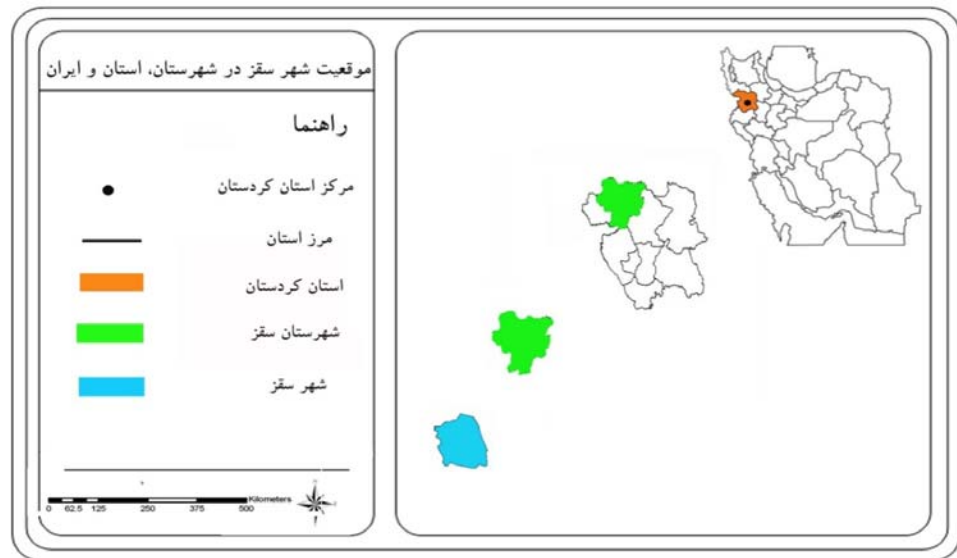 موقعیت شهر سقز در شهرستان، استان و ایران
راهنما
مرکز استان کردستان
مرز استان
استان کردستان
شهرستان سقز
شهر سقز
Kilometers
0 62.5 125 250 375 500